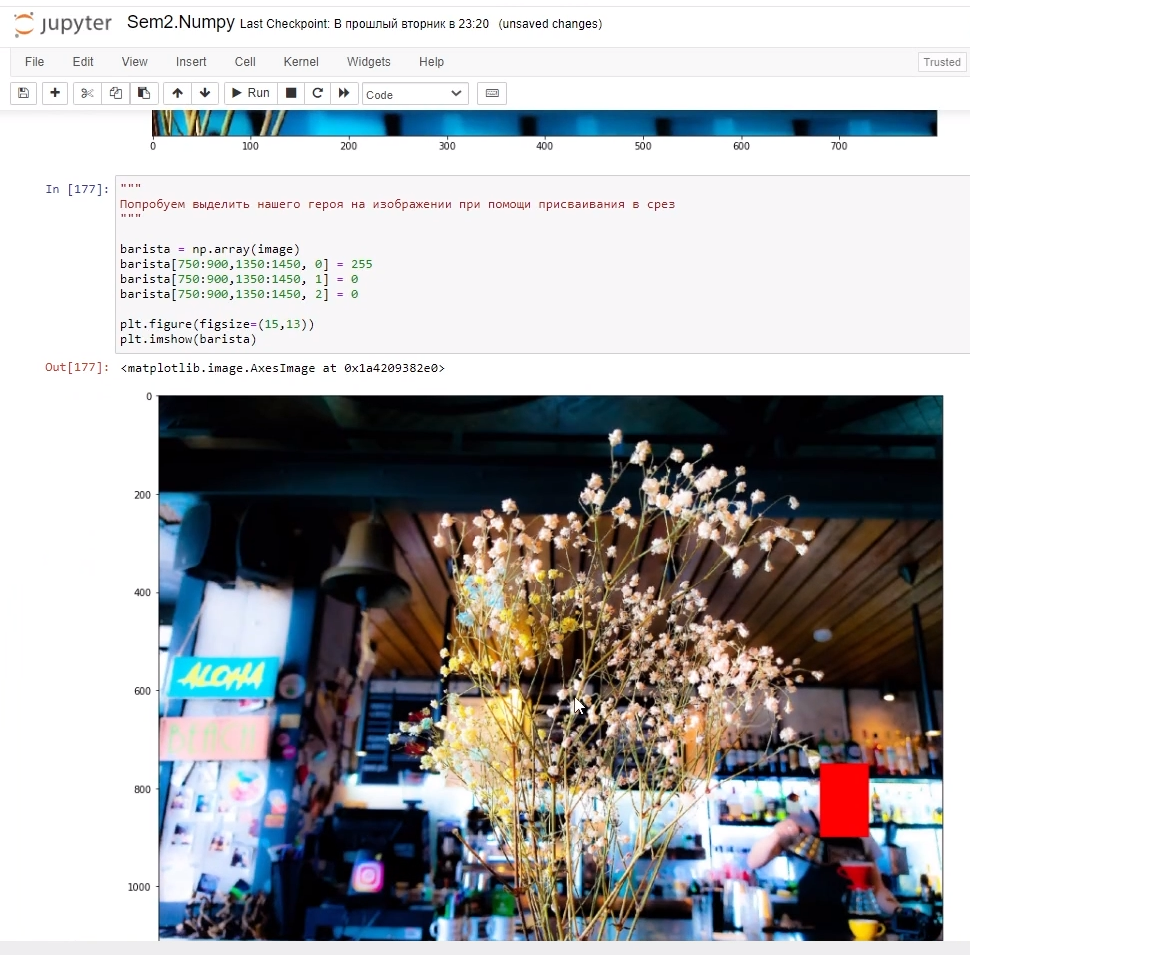 jupyter Sem2.Numpy Last Checkpoint: В прошлый вторник в 23:20 (unsaved changes)
File Edit View Insert Cell Kernel Widgets Help Trusted
Run Code
0 100 200 300 400 500 600 700
In [177]: """
Попробуем выделить нашего героя на изображении при помощи присваивания в срез
"""
barista = np.array(image)
barista[750:900,1350:1450, 0] = 255
barista[750:900,1350:1450, 1] = 0
barista[750:900,1350:1450, 2] = 0
plt.figure(figsize=(15,13))
plt.imshow(barista)
Out[177]: <matplotlib.image.AxesImage at 0x1a4209382e0>
0
200
400
600
800
1000
ALOHA
BEACH